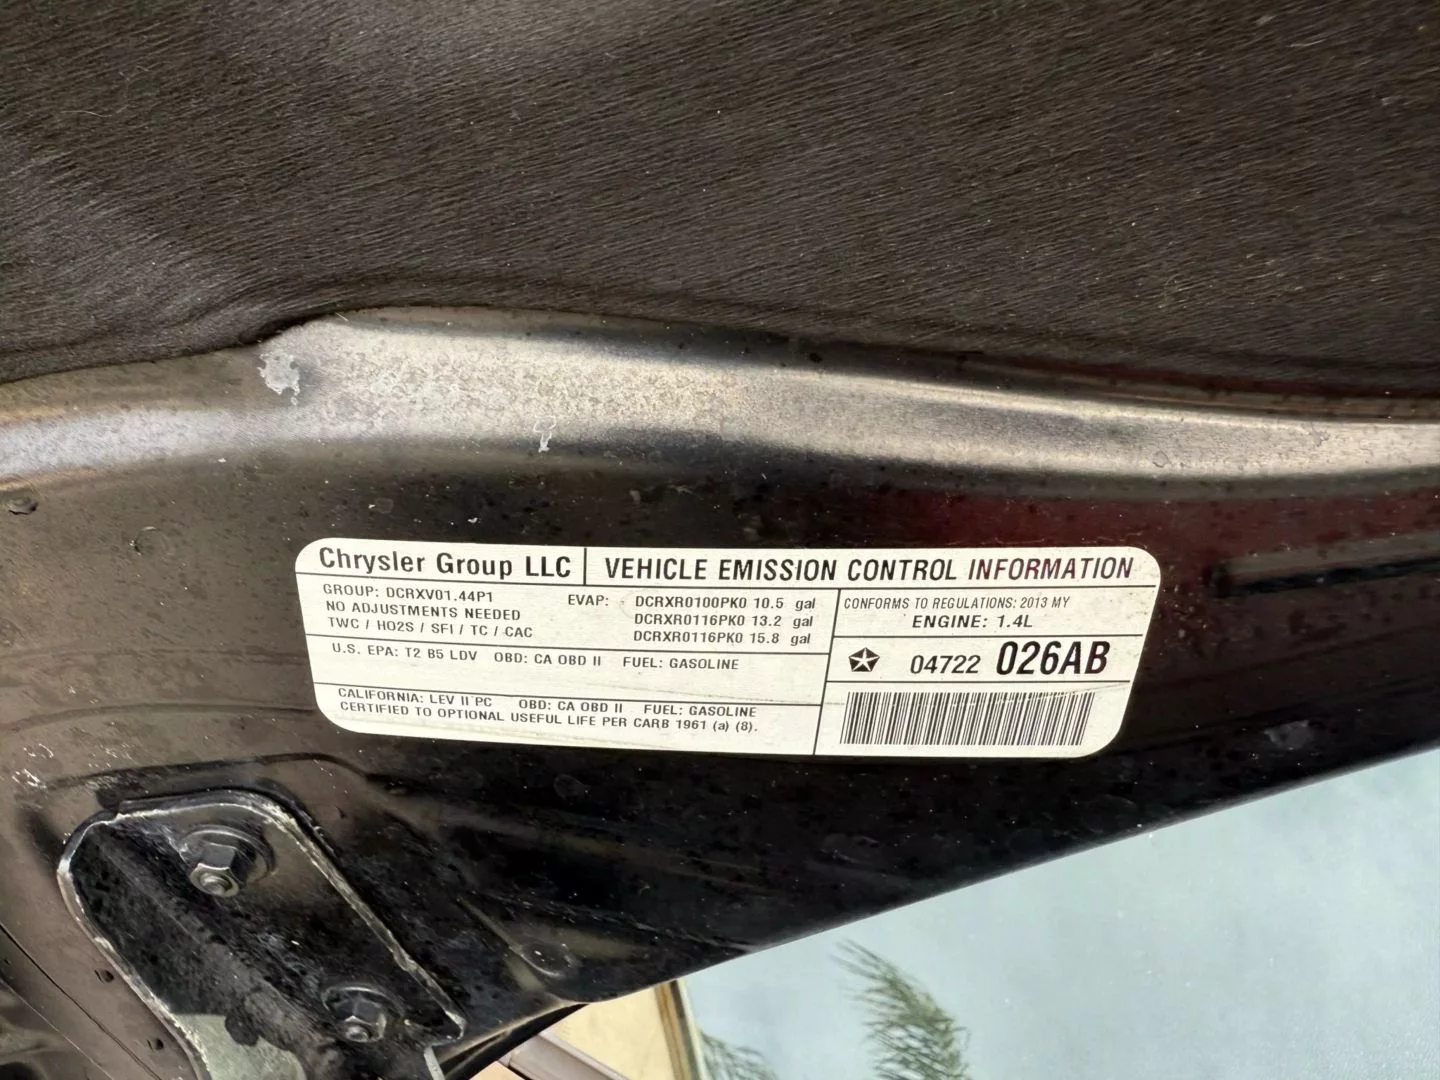 Chrysler Group LLC
VEHICLE EMISSION CONTROL INFORMATION
GROUP: DCRXV01.44P1
NO ADJUSTMENTS NEEDED
TWC / HO2S / SFI / TC / CAC
EVAP: DCRXR0100PK0 10.5 gal
DCRXR0116PK0 13.2 gal
DCRXR0116PK0 15.8 gal
U.S. EPA: T2 B5 LDV OBD: CA OBD II FUEL: GASOLINE
CALIFORNIA: LEV II PC OBD: CA OBD II FUEL: GASOLINE
CERTIFIED TO OPTIONAL USEFUL LIFE PER CARB 1961 (a) (8).
CONFORMS TO REGULATIONS: 2013 MY
ENGINE: 1.4L
04722 026AB